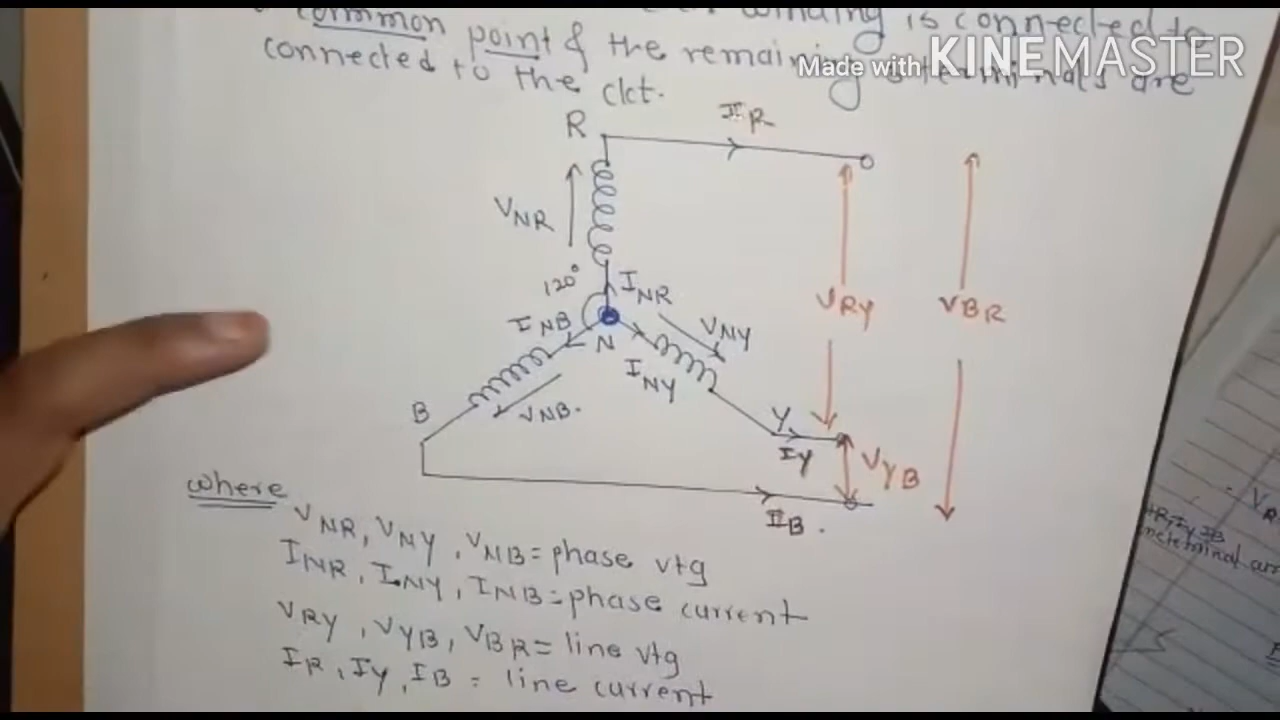 winding is connected to
common point & the remaining terminals are
connected to the ckt.
Made with KINEMASTER
R
IR
VNR
120°
INR
INB
N
VNY
INY
VRY
VBR
B
VNB.
Y
IY
VYB
IB.
where
VNR, VNY, VNB = phase vtg
INR, INY, INB = phase current
VRY, VYB, VBR = line vtg
IR, IY, IB = line current